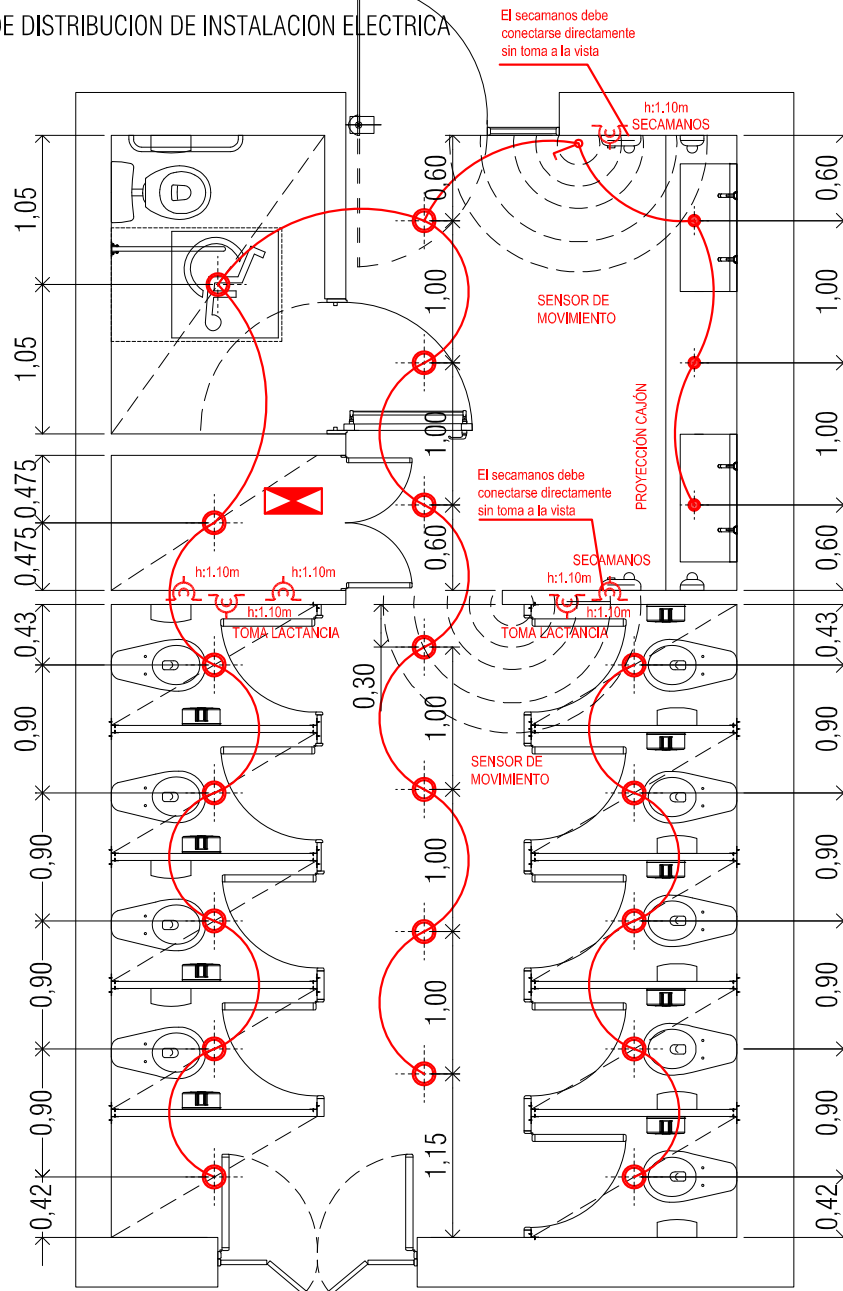 DE DISTRIBUCION DE INSTALACION ELECTRICA
El secamanos debe
conectarse directamente
sin toma a la vista
h:1.10m
SECAMANOS
1,05
0,60
0,60
1,00
SENSOR DE
MOVIMIENTO
1,00
1,05
1,00
PROYECCIÓN CAJÓN
1,00
0,475
El secamanos debe
conectarse directamente
sin toma a la vista
0,475
0,60
0,60
SECAMANOS
h:1.10m
h:1.10m
h:1.10m
h:1.10m
h:1.10m
TOMA LACTANCIA
TOMA LACTANCIA
0,43
0,43
0,30
0,90
1,00
0,90
SENSOR DE
MOVIMIENTO
0,90
1,00
0,90
0,90
1,00
0,90
0,90
0,90
1,15
0,42
0,42